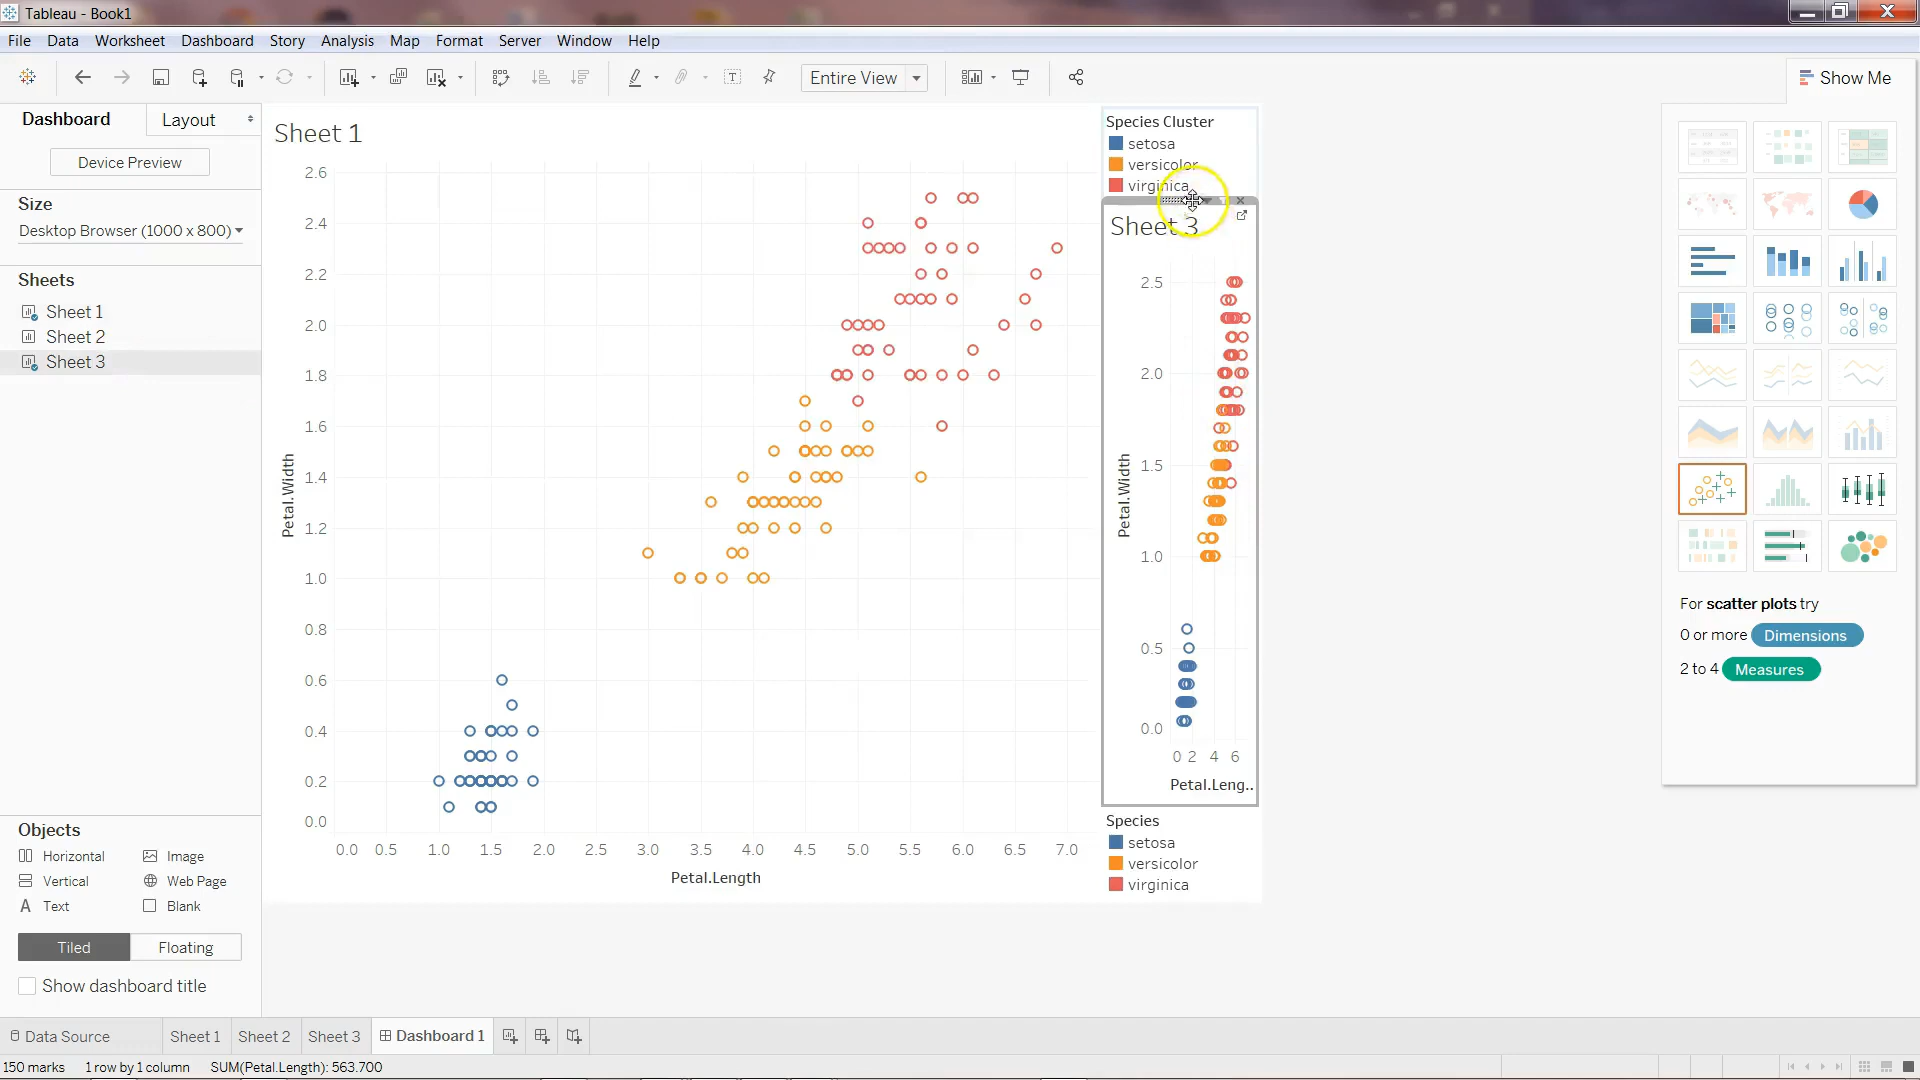 Tableau - Book1
File Data Worksheet Dashboard Story Analysis Map Format Server Window Help
Entire View
Show Me
Dashboard
Layout
Device Preview
Size
Desktop Browser (1000 x 800)
Sheets
Sheet 1
Sheet 2
Sheet 3
Objects
Horizontal
Image
Vertical
Web Page
Text
Blank
Tiled
Floating
Show dashboard title
Sheet 1
2.6
2.4
2.2
2.0
1.8
1.6
1.4
1.2
1.0
0.8
0.6
0.4
0.2
0.0
Petal.Width
0.0 0.5 1.0 1.5 2.0 2.5 3.0 3.5 4.0 4.5 5.0 5.5 6.0 6.5 7.0
Petal.Length
Species Cluster
setosa
versicolor
virginica
Sheet 3
2.5
2.0
1.5
1.0
0.5
0.0
Petal.Width
0 2 4 6
Petal.Leng..
Species
setosa
versicolor
virginica
For scatter plots try
0 or more Dimensions
2 to 4 Measures
Data Source
Sheet 1
Sheet 2
Sheet 3
Dashboard 1
150 marks 1 row by 1 column SUM(Petal.Length): 563.700